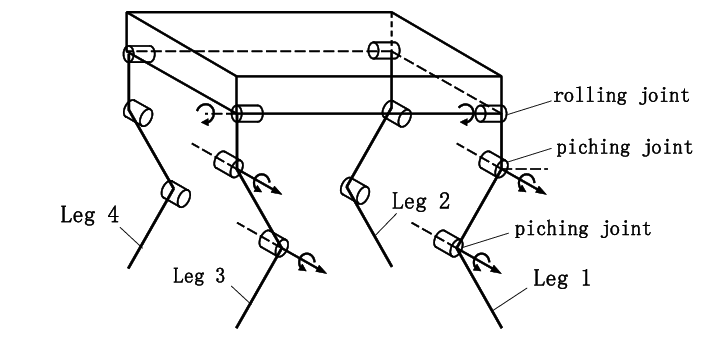 rolling joint
piching joint
Leg 2
Leg 4
piching joint
Leg 3
Leg 1